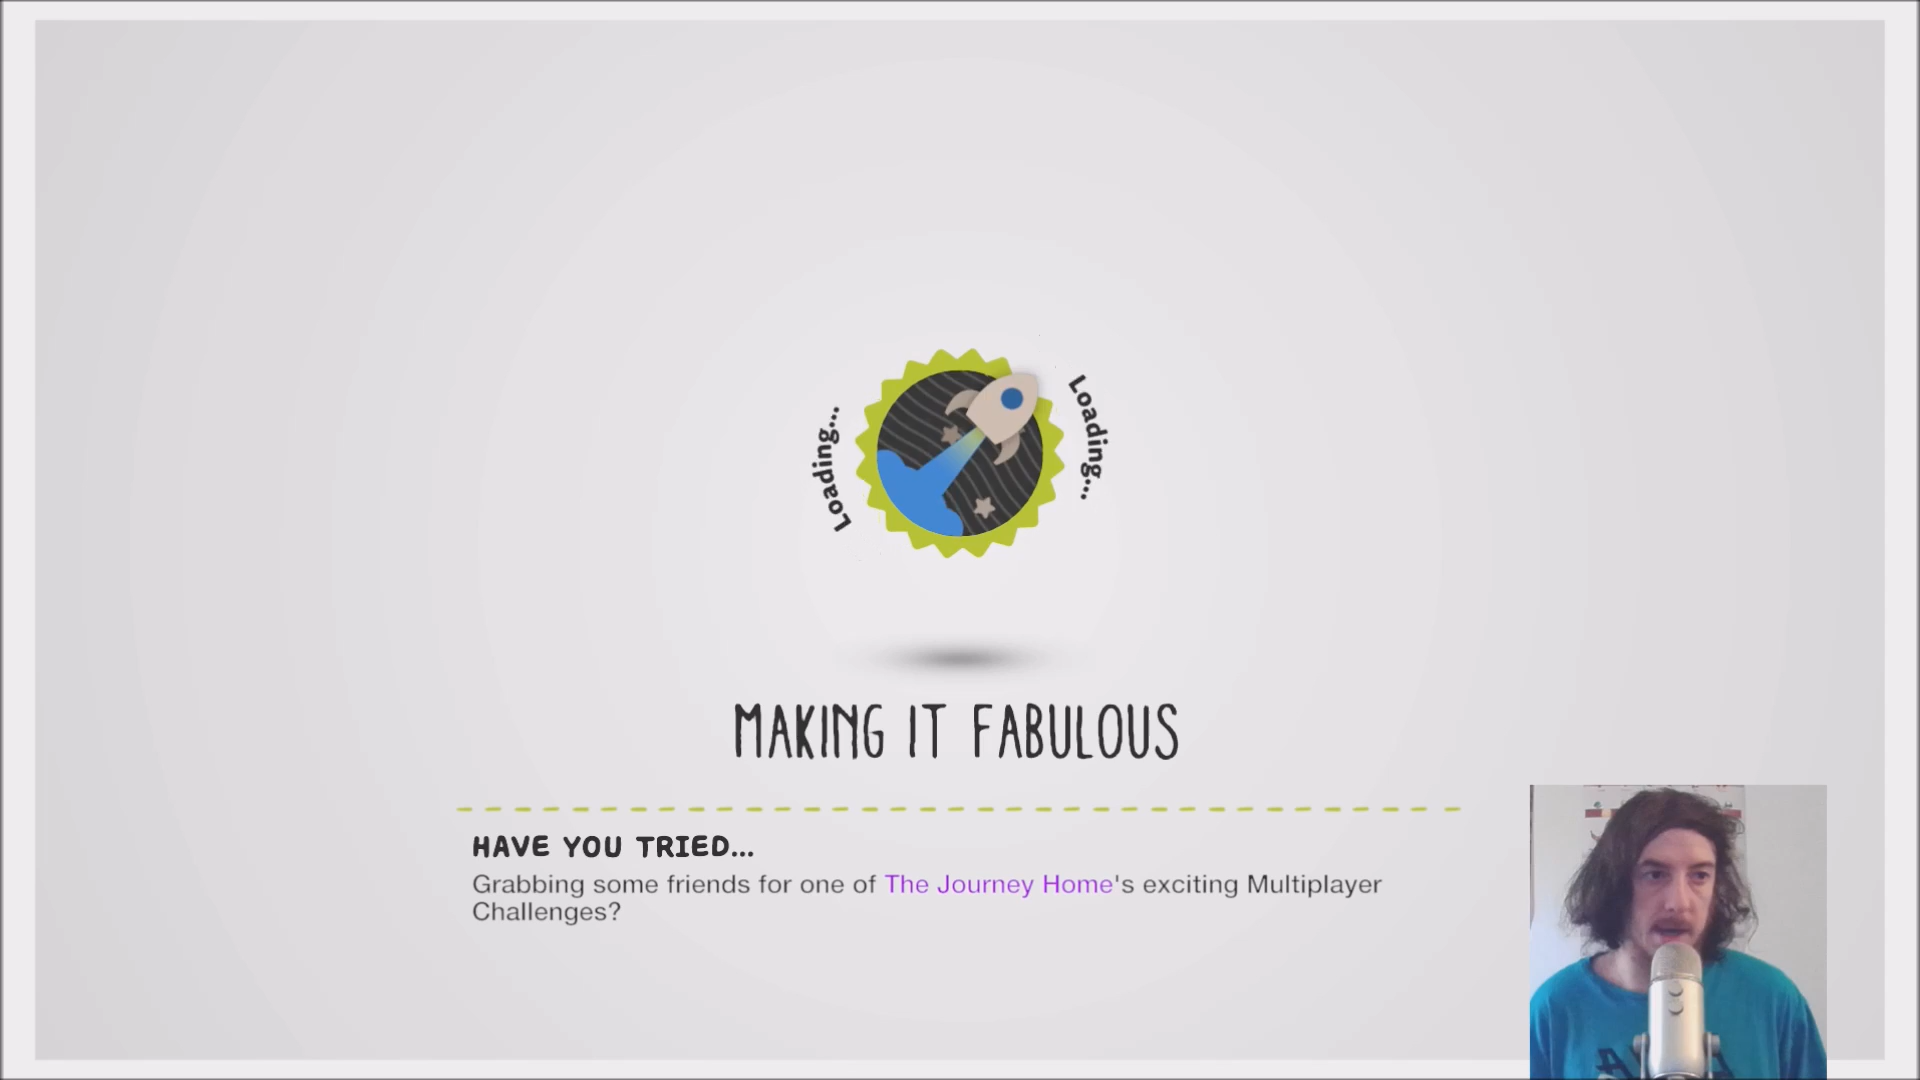 Loading...
Loading...
MAKING IT FABULOUS
HAVE YOU TRIED...
Grabbing some friends for one of The Journey Home's exciting Multiplayer
Challenges?